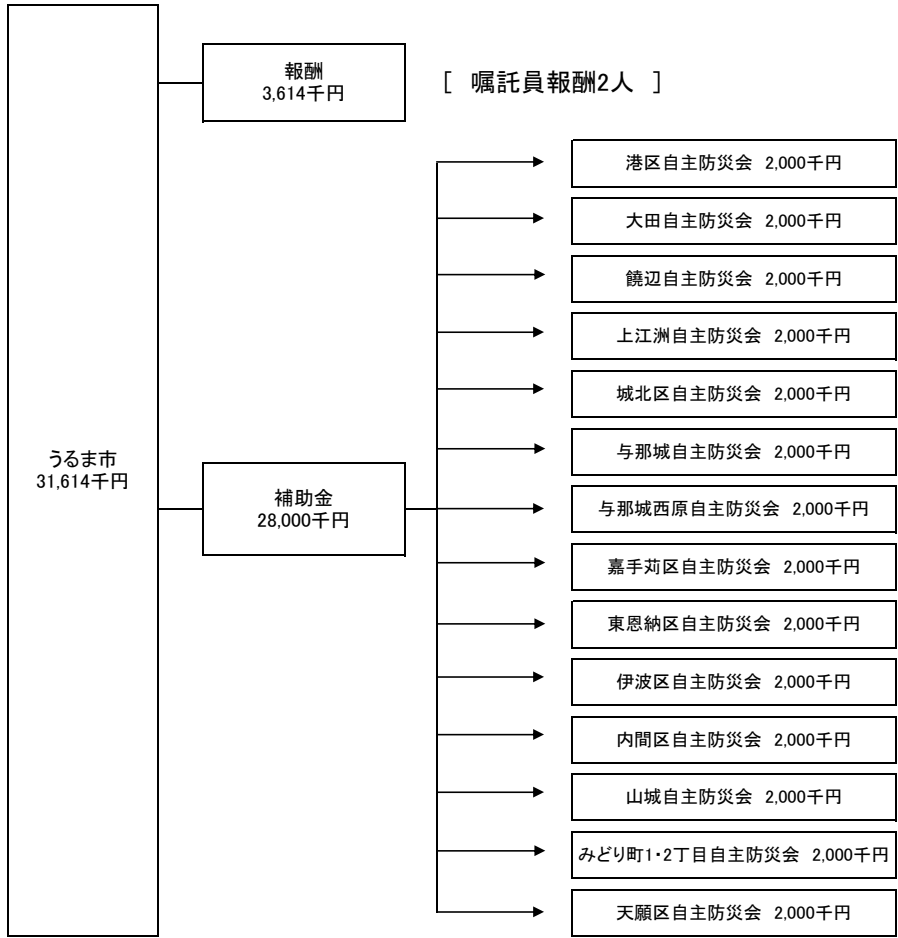 うるま市
31,614千円
報酬
3,614千円
[ 嘱託員報酬2人 ]
補助金
28,000千円
港区自主防災会 2,000千円
大田自主防災会 2,000千円
饒辺自主防災会 2,000千円
上江洲自主防災会 2,000千円
城北区自主防災会 2,000千円
与那城自主防災会 2,000千円
与那城西原自主防災会 2,000千円
嘉手苅区自主防災会 2,000千円
東恩納区自主防災会 2,000千円
伊波区自主防災会 2,000千円
内間区自主防災会 2,000千円
山城自主防災会 2,000千円
みどり町1・2丁目自主防災会 2,000千円
天願区自主防災会 2,000千円